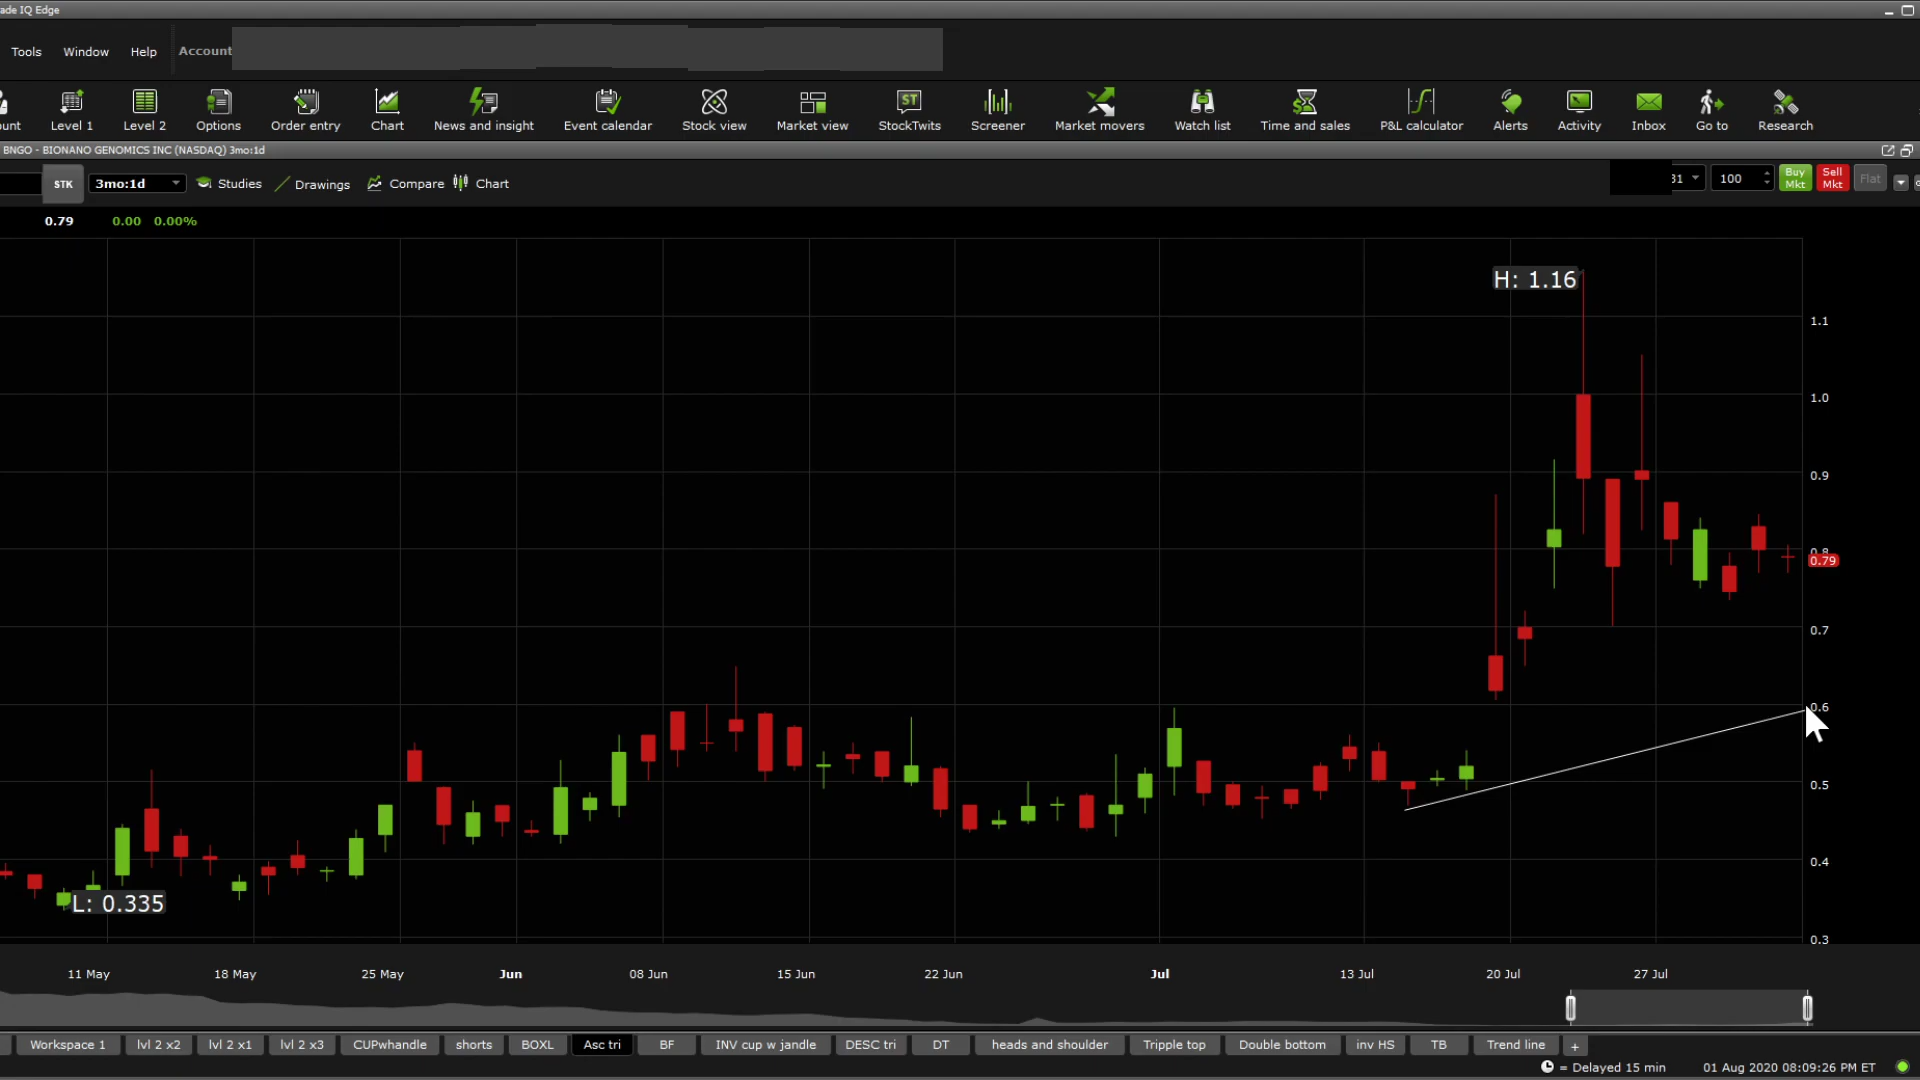 ade IQ Edge
Tools Window Help Account
ount Level 1 Level 2 Options Order entry Chart News and insight Event calendar Stock view Market view StockTwits Screener Market movers Watch list Time and sales P&L calculator Alerts Activity Inbox Go to Research
ST
BNGO - BIONANO GENOMICS INC (NASDAQ) 3mo:1d
STK 3mo:1d Studies Drawings Compare Chart 31 100 Buy Mkt Sell Mkt Flat
0.79 0.00 0.00%
H: 1.16
1.1
1.0
0.9
0.8
0.79
0.7
0.6
0.5
0.4
L: 0.335
0.3
11 May 18 May 25 May Jun 08 Jun 15 Jun 22 Jun Jul 13 Jul 20 Jul 27 Jul
Workspace 1 lvl 2 x2 lvl 2 x1 lvl 2 x3 CUPwhandle shorts BOXL Asc tri BF INV cup w jandle DESC tri DT heads and shoulder Tripple top Double bottom inv HS TB Trend line +
= Delayed 15 min 01 Aug 2020 08:09:26 PM ET